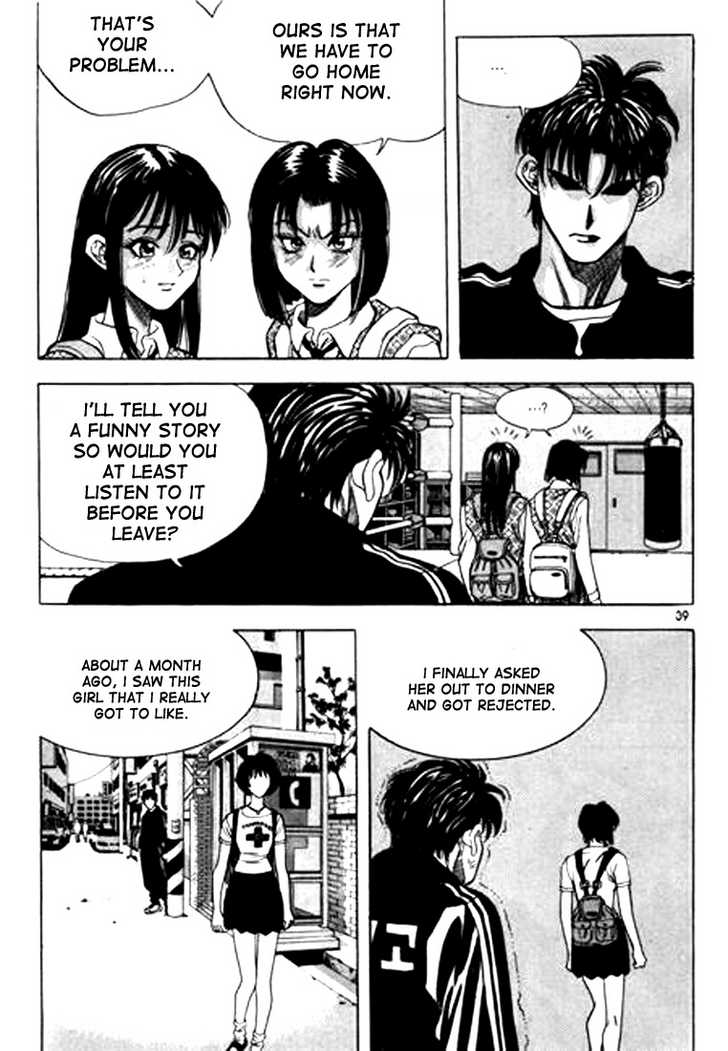 THAT'S
YOUR
PROBLEM...
OURS IS THAT
WE HAVE TO
GO HOME
RIGHT NOW.
...
I'LL TELL YOU
A FUNNY STORY
SO WOULD YOU
AT LEAST
LISTEN TO IT
BEFORE YOU
LEAVE?
...?
39
ABOUT A MONTH
AGO, I SAW THIS
GIRL THAT I REALLY
GOT TO LIKE.
I FINALLY ASKED
HER OUT TO DINNER
AND GOT REJECTED.
고